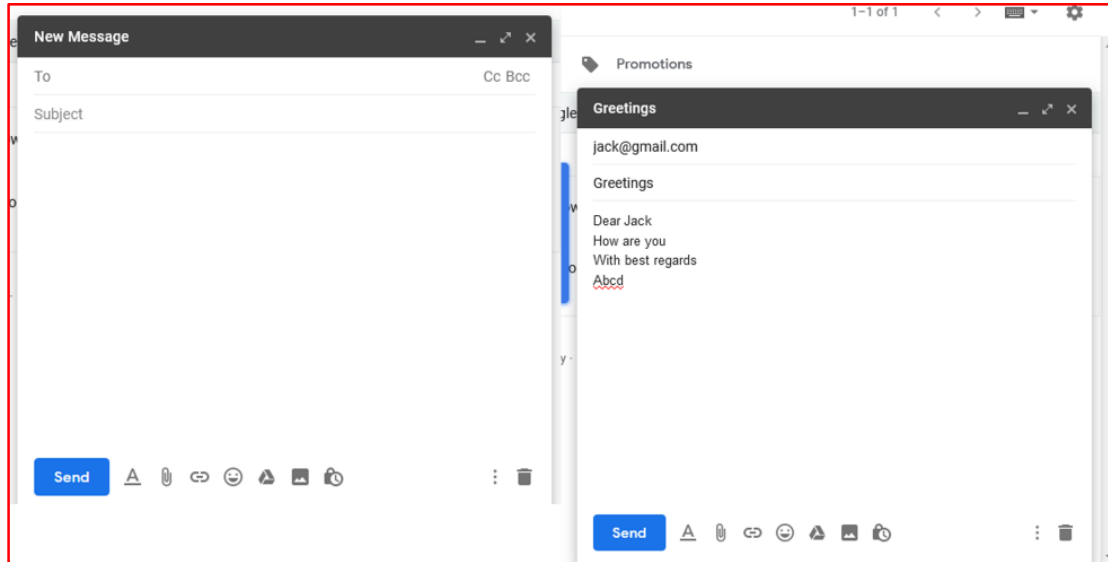 New Message
To Cc Bcc
Subject
Send
1–1 of 1
Promotions
gle
Greetings
jack@gmail.com
Greetings
Dear Jack
How are you
With best regards
Abcd
Send